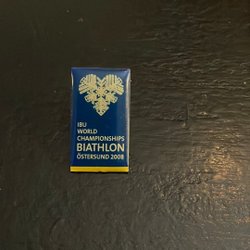 IBU
WORLD
CHAMPIONSHIPS
BIATHLON
ÖSTERSUND 2008